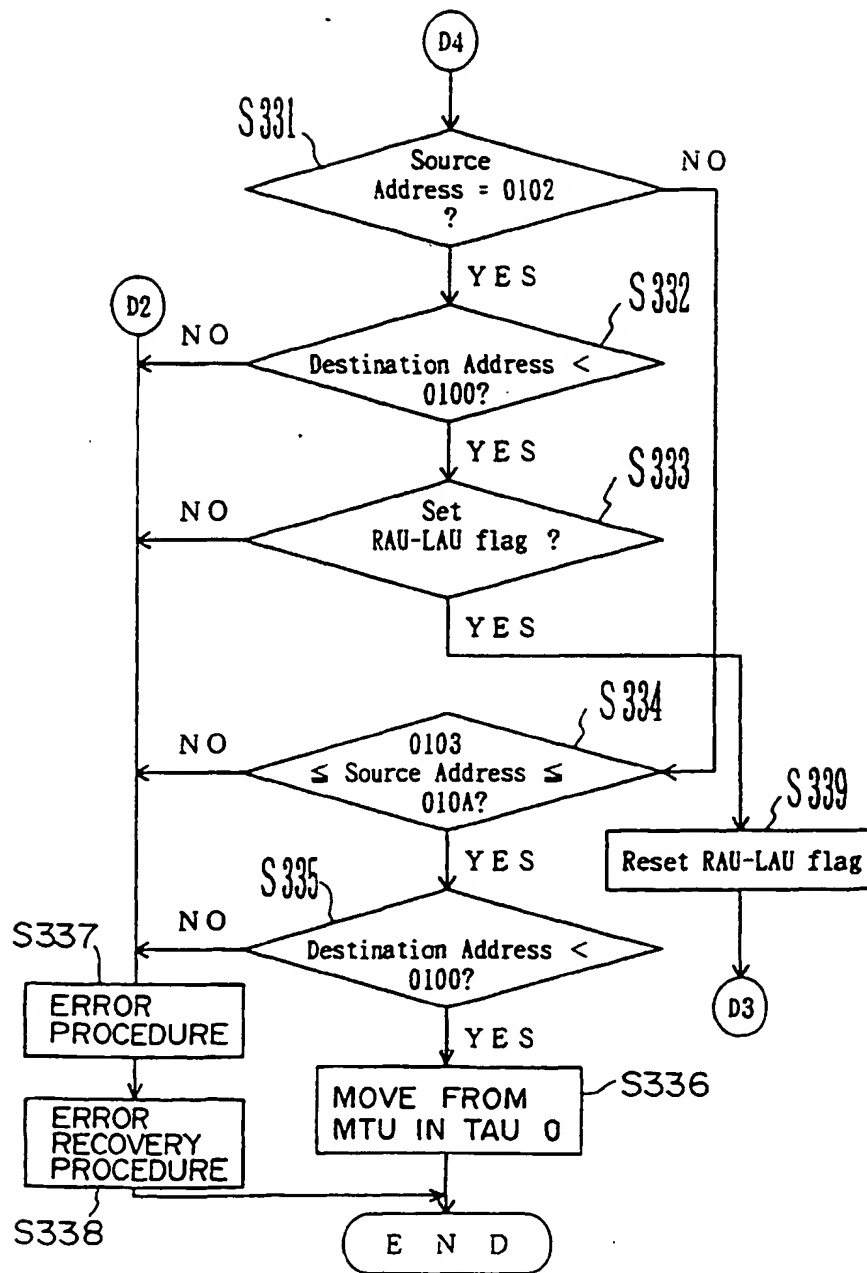 D4
S331
Source
Address = 0102
?
NO
YES
D2
S332
NO
Destination Address <
0100?
YES
S333
NO
Set
RAU-LAU flag ?
YES
S334
NO
0103
≦ Source Address ≦
010A?
S339
YES
Reset RAU-LAU flag
S335
NO
S337
Destination Address <
0100?
D3
ERROR
PROCEDURE
YES
S336
MOVE FROM
MTU IN TAU 0
ERROR
RECOVERY
PROCEDURE
S338
END